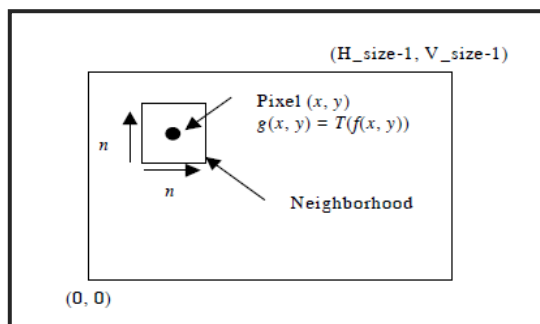 (H_size-1, V_size-1)
Pixel (x, y)
g(x, y) = T(f(x, y))
n
n
Neighborhood
(0, 0)